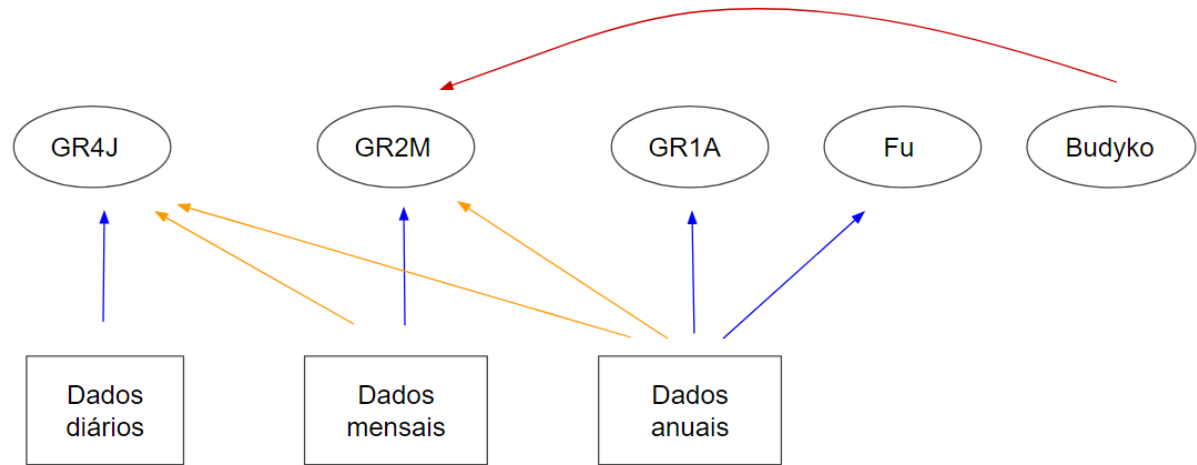 GR4J
GR2M
GR1A
Fu
Budyko
Dados
diários
Dados
mensais
Dados
anuais